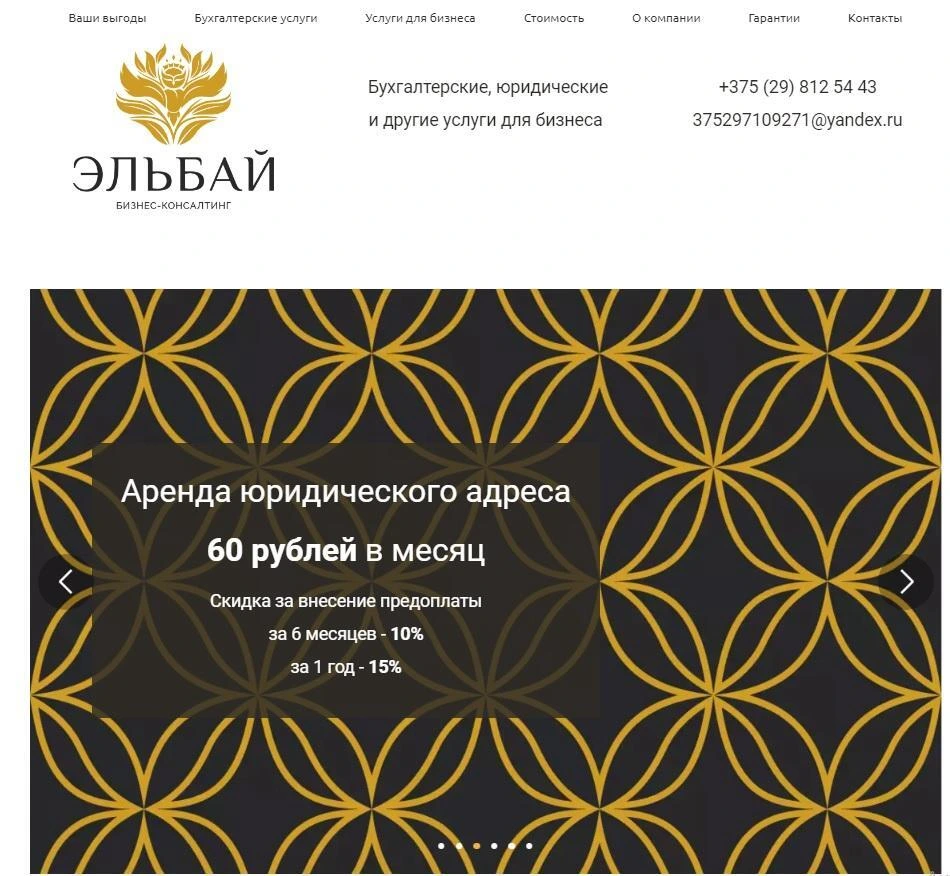 Ваши выгоды Бухгалтерские услуги Услуги для бизнеса Стоимость О компании Гарантии Контакты
ЭЛЬБАЙ
БИЗНЕС-КОНСАЛТИНГ
Бухгалтерские, юридические
и другие услуги для бизнеса
+375 (29) 812 54 43
375297109271@yandex.ru
Аренда юридического адреса
60 рублей в месяц
Скидка за внесение предоплаты
за 6 месяцев - 10%
за 1 год - 15%